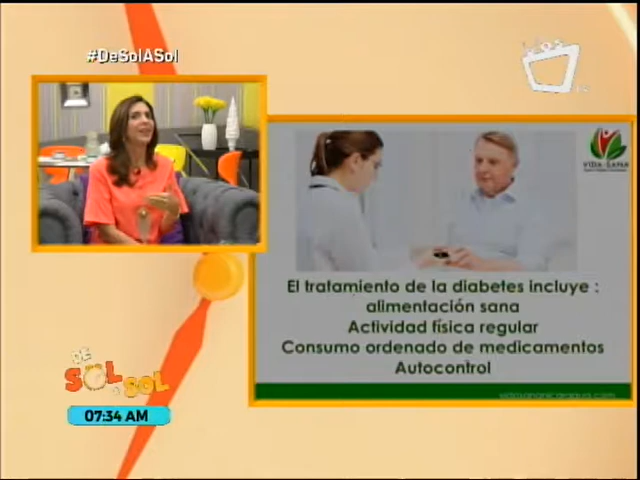 #DeSolASol
VIDA SANA
El tratamiento de la diabetes incluye :
alimentación sana
Actividad física regular
Consumo ordenado de medicamentos
Autocontrol
DE
SOL
A SOL
07:34 AM